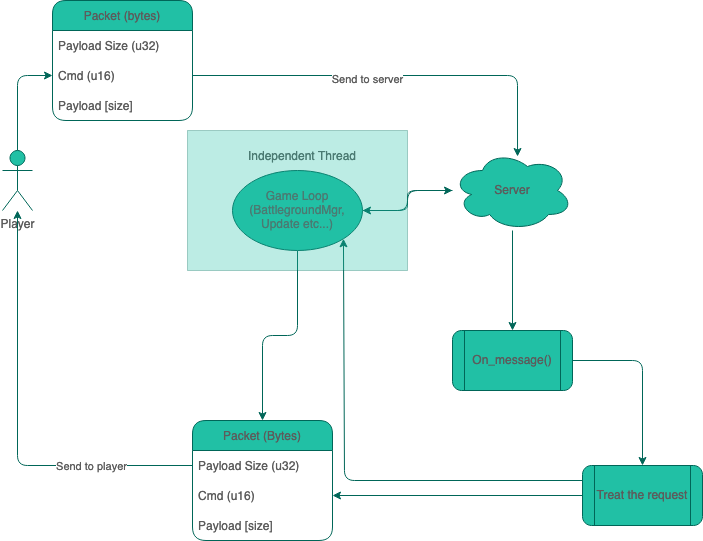 Packet (bytes)
Payload Size (u32)
Cmd (u16)
Payload [size]
Send to server
Independent Thread
Game Loop
(BattlegroundMgr,
Update etc...)
Server
Player
On_message()
Packet (Bytes)
Payload Size (u32)
Cmd (u16)
Payload [size]
Send to player
Treat the request